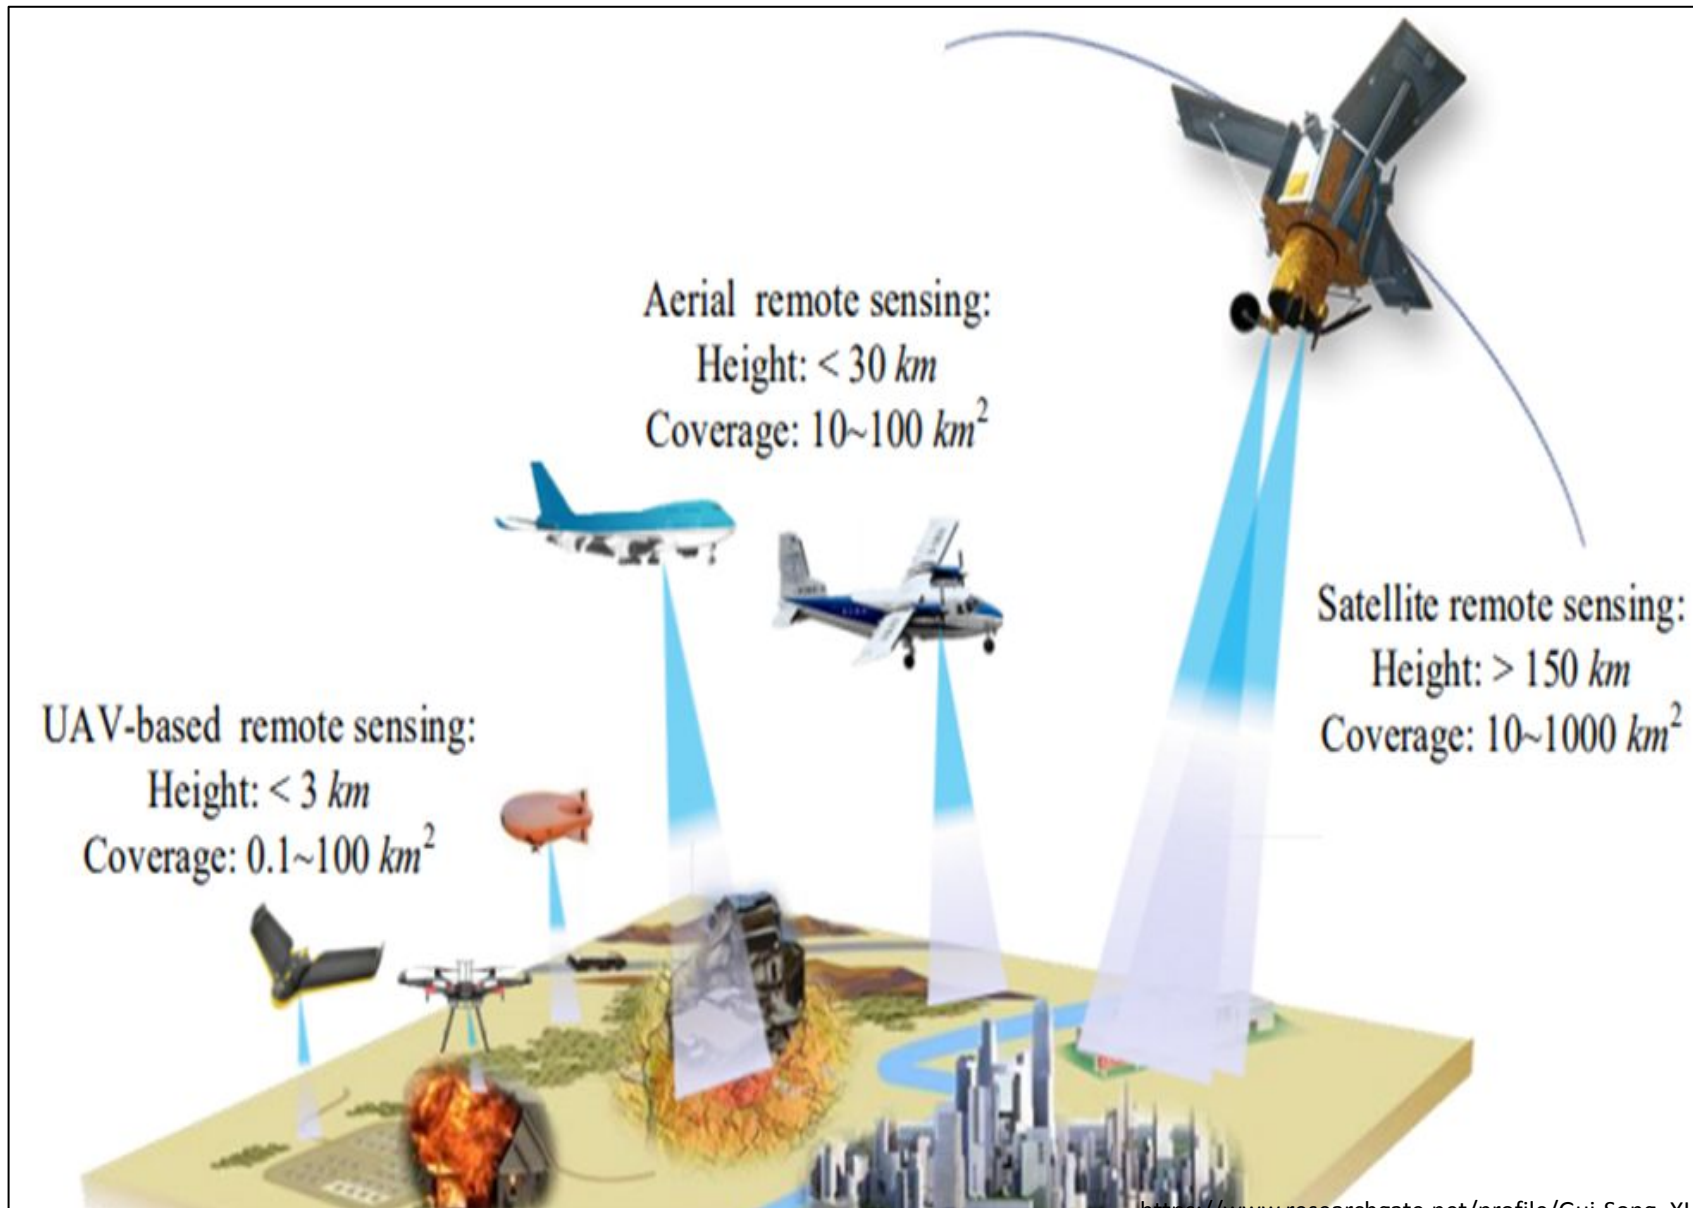 Aerial remote sensing:
Height: < 30 km
Coverage: 10~100 km²
Satellite remote sensing:
Height: > 150 km
Coverage: 10~1000 km²
UAV-based remote sensing:
Height: < 3 km
Coverage: 0.1~100 km²